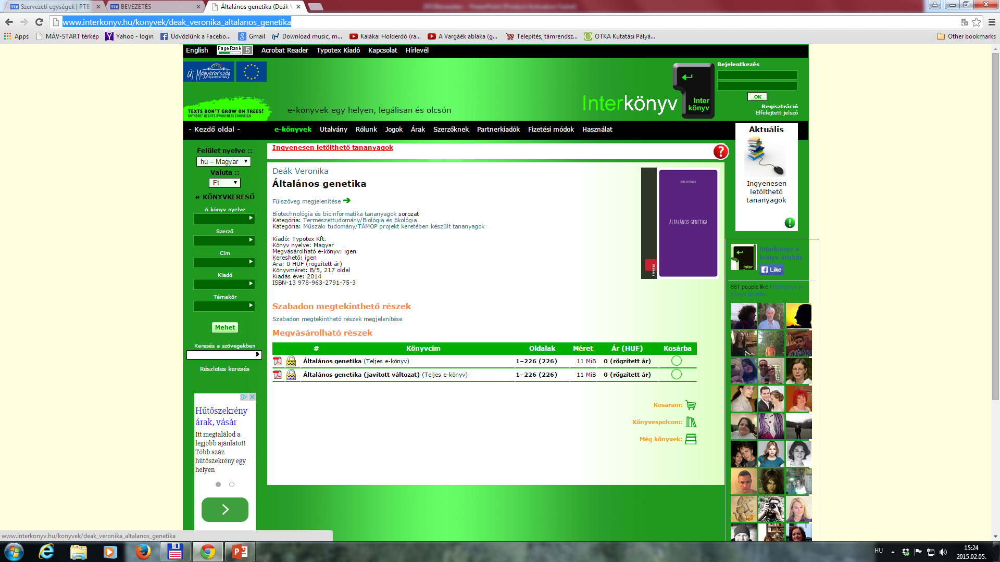 Szervezeti egységek | PTE
BEVEZETÉS
Általános genetika (Deák V
www.interkonyv.hu/konyvek/deak_veronika_altalanos_genetika
Apps
MÁV-START térkép
Yahoo - login
Üdvözlünk a Facebo...
Gmail
Download music, m...
Kaláka: Holderdő (ra...
A Vargáék ablaka (g...
Telepítés, támrendsz...
OTKA Kutatási Pályá...
Other bookmarks
English
Page Rank 5
Acrobat Reader
Typotex Kiadó
Kapcsolat
Hírlevél
Új Magyarország
FEJLESZTÉSI TERV
TEXTS DON'T GROW ON TREES!
AUTHORS' RIGHTS AWARENESS CAMPAIGN
e-könyvek egy helyen, legálisan és olcsón
Interkönyv
Inter
könyv
Bejelentkezés
OK
Regisztráció
Elfelejtett jelszó
- Kezdő oldal -
e-könyvek
Utalvány
Rólunk
Jogok
Árak
Szerzőknek
Partnerkiadók
Fizetési módok
Használat
Felület nyelve ::
hu – Magyar
Valuta ::
Ft
e-KÖNYVKERESŐ
A könyv nyelve
Szerző
Cím
Kiadó
Témakör
Mehet
Keresés a szövegekben
Részletes keresés
Hűtőszekrény
árak, vásár
Itt megtalálod a
legjobb ajánlatot!
Több száz
hűtőszekrény egy
helyen
Ingyenesen letölthető tananyagok
?
Deák Veronika
Általános genetika
Fülszöveg megjelenítése
Biotechnológia és bioinformatika tananyagok sorozat
Kategória: Természettudomány/Biológia és ökológia
Kategória: Műszaki tudomány/TÁMOP projekt keretében készült tananyagok
Kiadó: Typotex Kft.
Könyv nyelve: Magyar
Megvásárolható e-könyv: igen
Kereshető: igen
Ára: 0 HUF (rögzített ár)
Könyvméret: B/5, 217 oldal
Kiadás éve: 2014
ISBN-13 978-963-2791-75-3
DEÁK VERONIKA
ÁLTALÁNOS GENETIKA
TYPOTEX
Szabadon megtekinthető részek
Szabadon megtekinthető részek megjelenítése
Megvásárolható részek
# Könyvcím Oldalak Méret Ár (HUF) Kosárba
Általános genetika (Teljes e-könyv) 1–226 (226) 11 MiB 0 (rögzített ár)
Általános genetika (javított változat) (Teljes e-könyv) 1–226 (226) 11 MiB 0 (rögzített ár)
Kosaram:
Könyvespolcom:
Még könyvek:
Aktuális
Ingyenesen
letölthető
tananyagok
Interkönyv e-
könyv áruház
Inter
Like
661 people like Interkönyv e-
könyv áruház.
www.interkonyv.hu/konyvek/deak_veronika_altalanos_genetika
HU
15:24
2015.02.05.